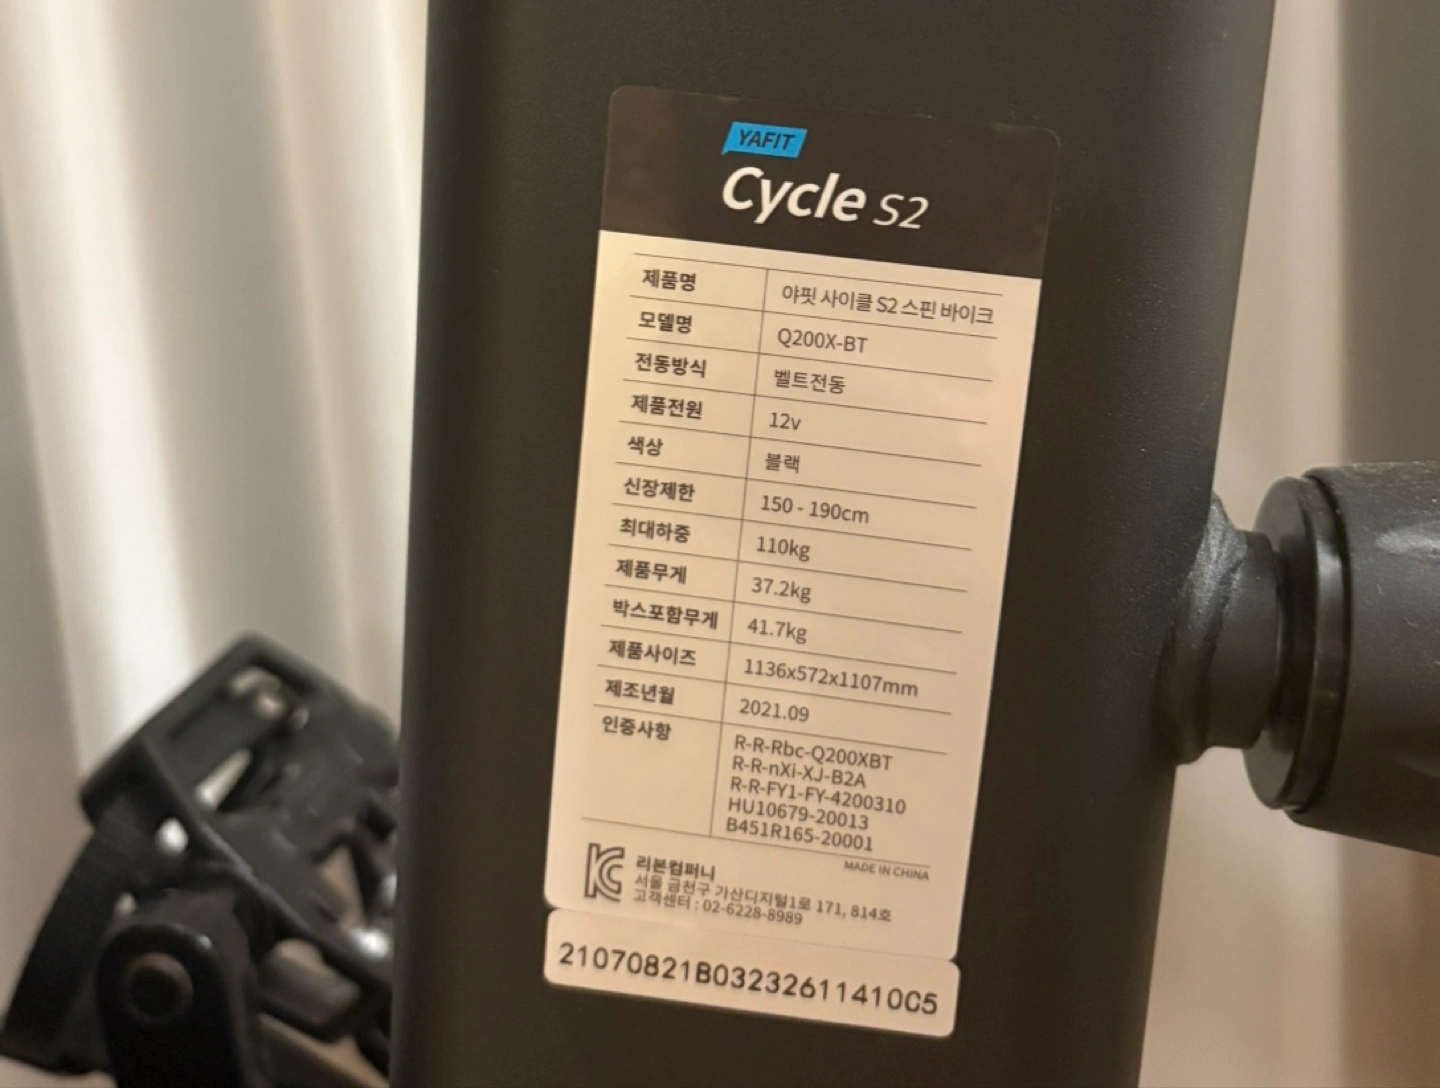 YAFIT
Cycle S2
제품명 야핏 사이클 S2 스핀 바이크
모델명 Q200X-BT
전동방식 벨트전동
제품전원 12v
색상 블랙
신장제한 150 - 190cm
최대하중 110kg
제품무게 37.2kg
박스포함무게 41.7kg
제품사이즈 1136x572x1107mm
제조년월 2021.09
인증사항 R-R-Rbc-Q200XBT
R-R-nXi-XJ-B2A
R-R-FY1-FY-4200310
HU10679-20013
B451R165-20001
MADE IN CHINA
리본컴퍼니
서울 금천구 가산디지털1로 171, 814호
고객센터 : 02-6228-8989
21070821B03232611410C5